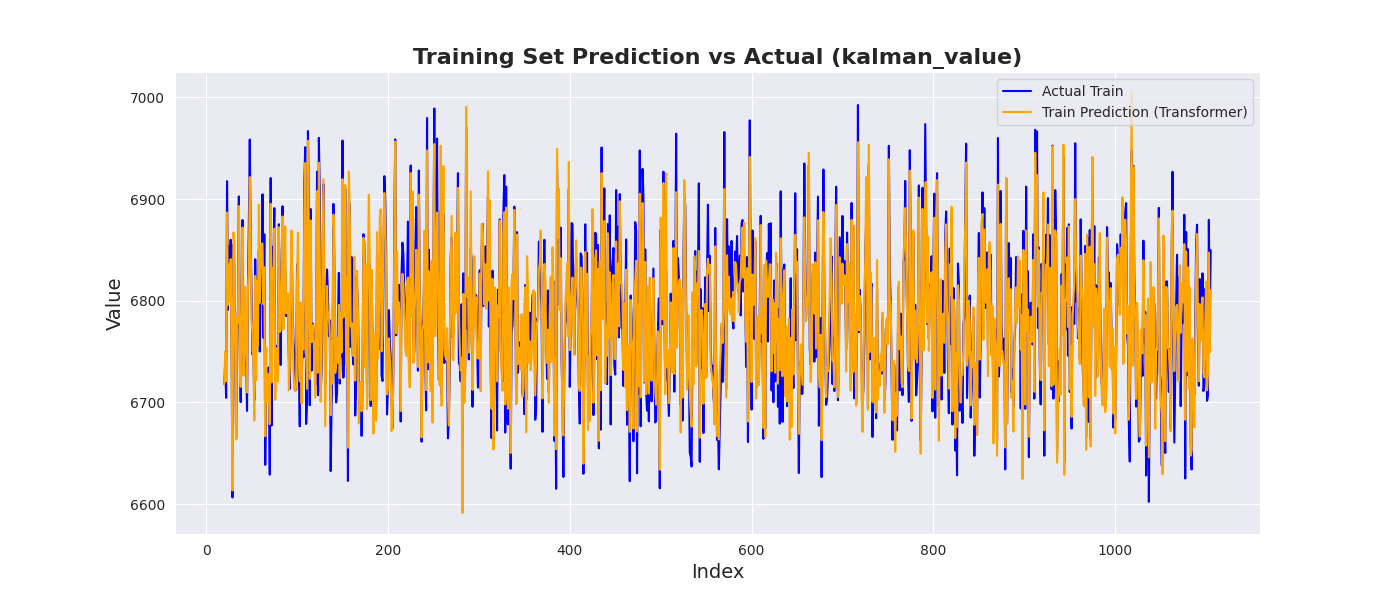 Training Set Prediction vs Actual (kalman_value)
Actual Train
Train Prediction (Transformer)
7000
6900
6800
6700
6600
Value
0 200 400 600 800 1000
Index